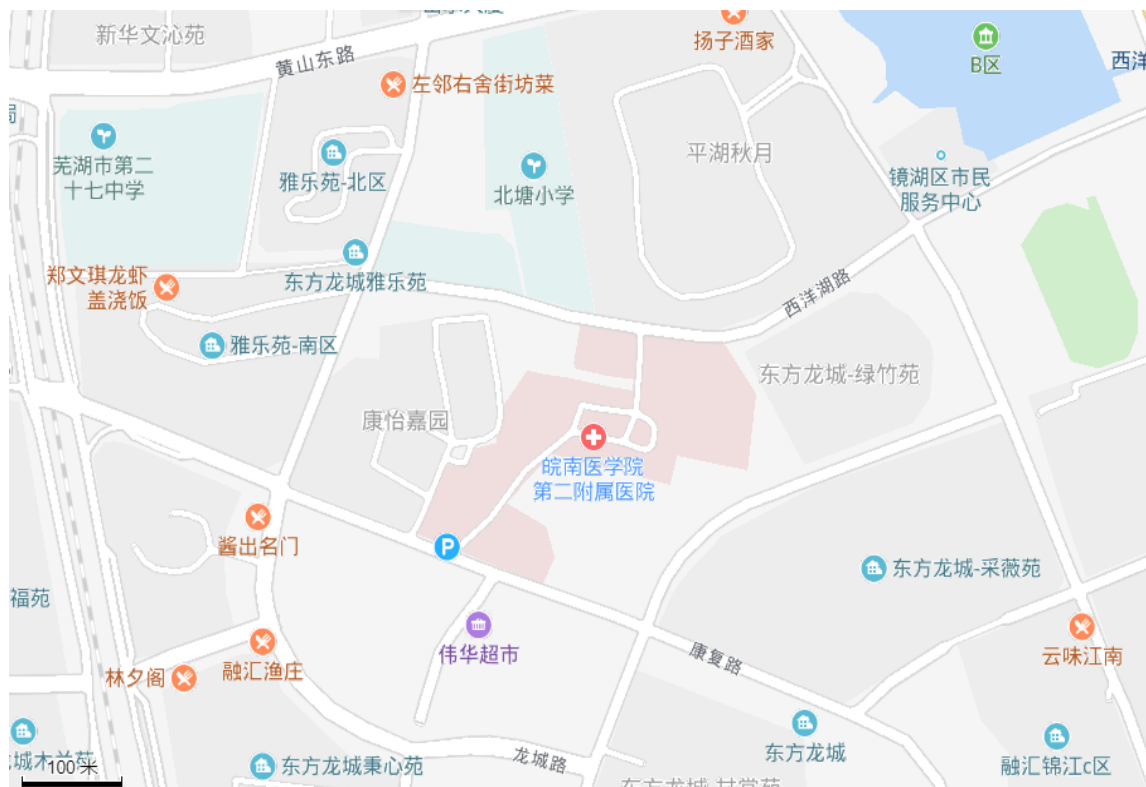 新华文沁苑
黄山东路
扬子酒家
B区
西洋
左邻右舍街坊菜
芜湖市第二
十七中学
雅乐苑-北区
北塘小学
平湖秋月
镜湖区市民
服务中心
郑文琪龙虾
盖浇饭
东方龙城雅乐苑
西洋湖路
雅乐苑-南区
东方龙城-绿竹苑
康怡嘉园
皖南医学院
第二附属医院
酱出名门
P
东方龙城-采薇苑
福苑
伟华超市
康复路
云味江南
林夕阁
融汇渔庄
东方龙城
城木兰苑
100 米
东方龙城秉心苑
龙城路
融汇锦江c区